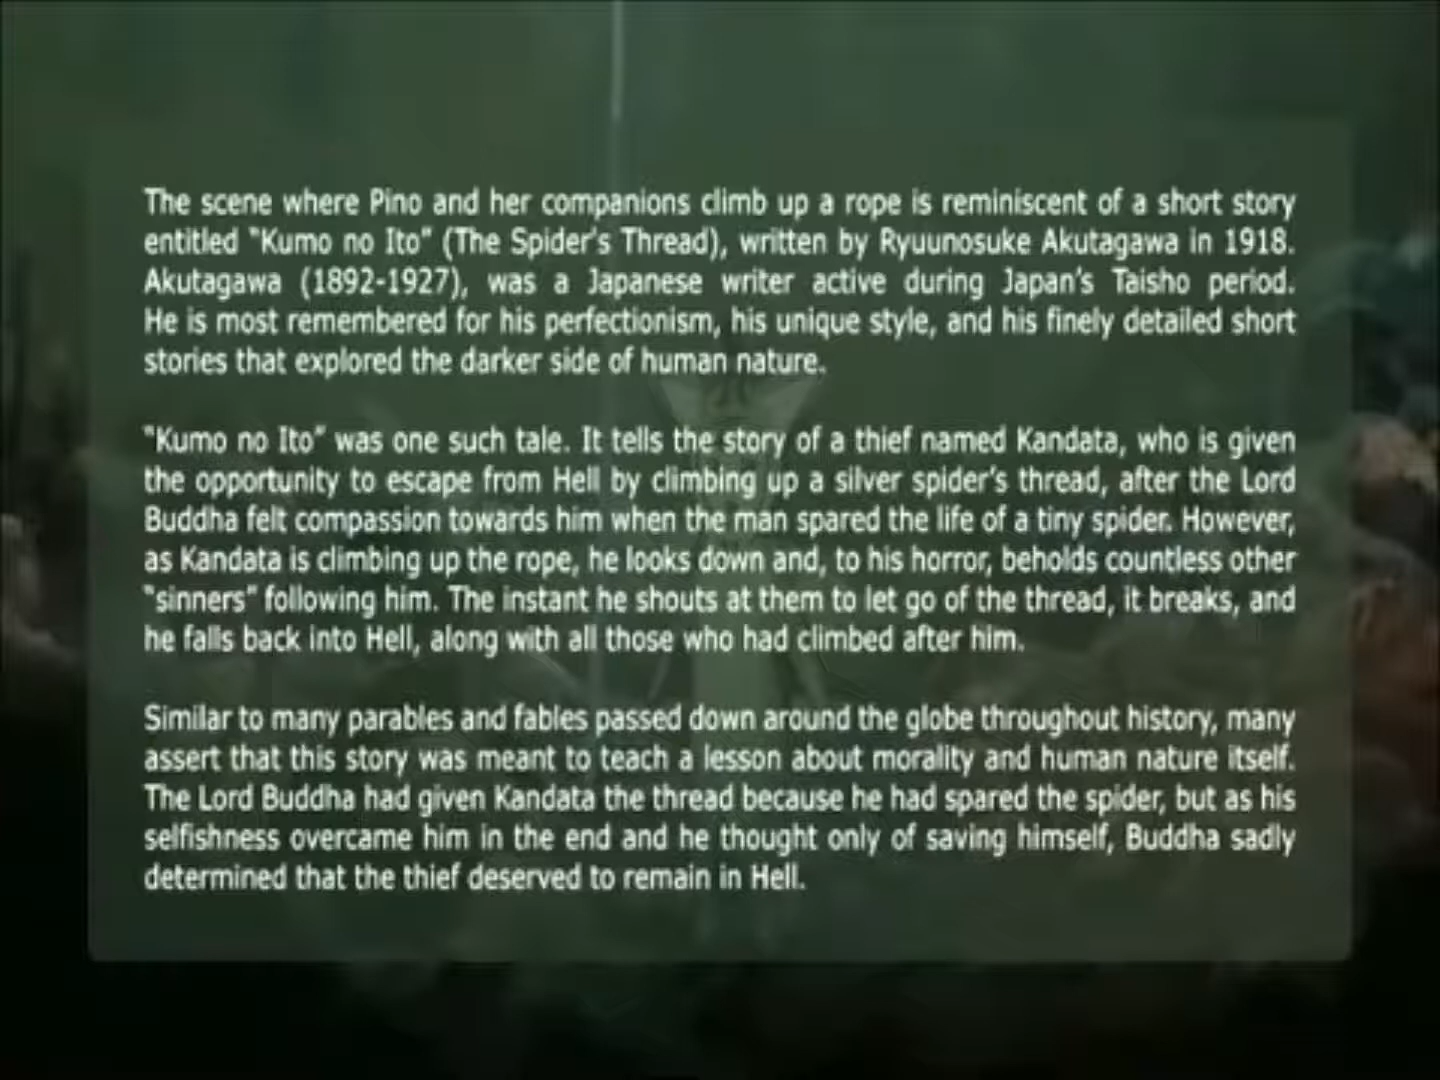 The scene where Pino and her companions climb up a rope is reminiscent of a short story
entitled "Kumo no Ito" (The Spider's Thread), written by Ryuunosuke Akutagawa in 1918.
Akutagawa (1892-1927), was a Japanese writer active during Japan's Taisho period.
He is most remembered for his perfectionism, his unique style, and his finely detailed short
stories that explored the darker side of human nature.
"Kumo no Ito" was one such tale. It tells the story of a thief named Kandata, who is given
the opportunity to escape from Hell by climbing up a silver spider's thread, after the Lord
Buddha felt compassion towards him when the man spared the life of a tiny spider. However,
as Kandata is climbing up the rope, he looks down and, to his horror, beholds countless other
"sinners" following him. The instant he shouts at them to let go of the thread, it breaks, and
he falls back into Hell, along with all those who had climbed after him.
Similar to many parables and fables passed down around the globe throughout history, many
assert that this story was meant to teach a lesson about morality and human nature itself.
The Lord Buddha had given Kandata the thread because he had spared the spider, but as his
selfishness overcame him in the end and he thought only of saving himself, Buddha sadly
determined that the thief deserved to remain in Hell.